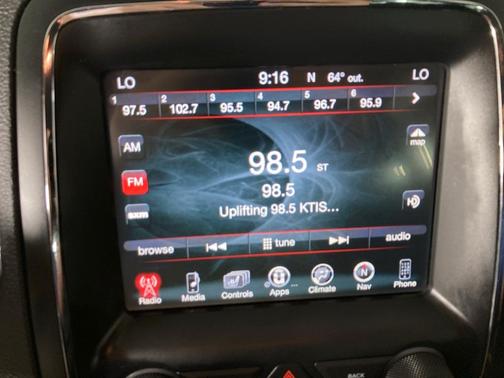 LO 9:16 N 64° out. LO
1 2 3 4 5 6
97.5 102.7 95.5 94.7 96.7 95.9
AM
map
98.5 ST
FM
98.5
Uplifting 98.5 KTIS...
sxm
HD
browse tune audio
Radio Media Controls Apps ... Climate Nav Phone
N
BACK